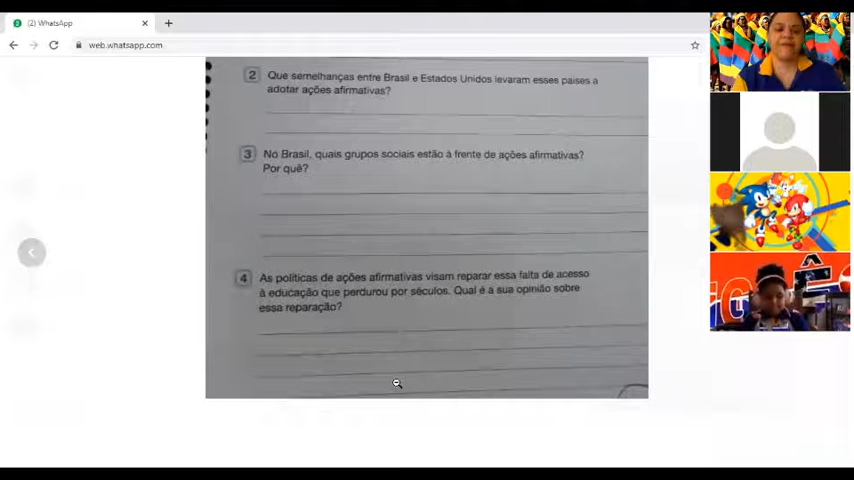 (2) WhatsApp
web.whatsapp.com
2 Que semelhanças entre Brasil e Estados Unidos levaram esses países a
adotar ações afirmativas?
3 No Brasil, quais grupos sociais estão à frente de ações afirmativas?
Por quê?
4 As políticas de ações afirmativas visam reparar essa falta de acesso
à educação que perdurou por séculos. Qual é a sua opinião sobre
essa reparação?